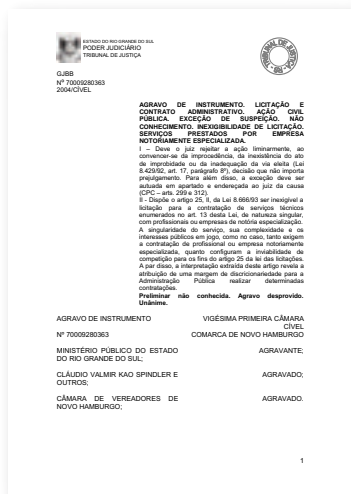 ESTADO DO RIO GRANDE DO SUL
PODER JUDICIÁRIO
TRIBUNAL DE JUSTIÇA
TRIBUNAL DE JUSTIÇA
RS
GJBB
Nº 70009280363
2004/CÍVEL
AGRAVO DE INSTRUMENTO. LICITAÇÃO E
CONTRATO ADMINISTRATIVO. AÇÃO CIVIL
PÚBLICA. EXCEÇÃO DE SUSPEIÇÃO. NÃO
CONHECIMENTO. INEXIGIBILIDADE DE LICITAÇÃO.
SERVIÇOS PRESTADOS POR EMPRESA
NOTORIAMENTE ESPECIALIZADA.
I – Deve o juiz rejeitar a ação liminarmente, ao
convencer-se da improcedência, da inexistência do ato
de improbidade ou da inadequação da via eleita (Lei
8.429/92, art. 17, parágrafo 8º), decisão que não importa
prejulgamento. Para além disso, a exceção deve ser
autuada em apartado e endereçada ao juiz da causa
(CPC – arts. 299 e 312).
II - Dispõe o artigo 25, II, da Lei 8.666/93 ser inexigível a
licitação para a contratação de serviços técnicos
enumerados no art. 13 desta Lei, de natureza singular,
com profissionais ou empresas de notória especialização.
A singularidade do serviço, sua complexidade e os
interesses públicos em jogo, como no caso, tanto exigem
a contratação de profissional ou empresa notoriamente
especializada, quanto configuram a inviabilidade de
competição para os fins do artigo 25 da lei das licitações.
A par disso, a interpretação extraída deste artigo revela a
atribuição de uma margem de discricionariedade para a
Administração Pública realizar determinadas
contratações.
Preliminar não conhecida. Agravo desprovido.
Unânime.
AGRAVO DE INSTRUMENTO VIGÉSIMA PRIMEIRA CÂMARA
CÍVEL
Nº 70009280363 COMARCA DE NOVO HAMBURGO
MINISTÉRIO PÚBLICO DO ESTADO AGRAVANTE;
DO RIO GRANDE DO SUL;
CLÁUDIO VALMIR KAO SPINDLER E AGRAVADO;
OUTROS;
CÂMARA DE VEREADORES DE AGRAVADO.
NOVO HAMBURGO;
1